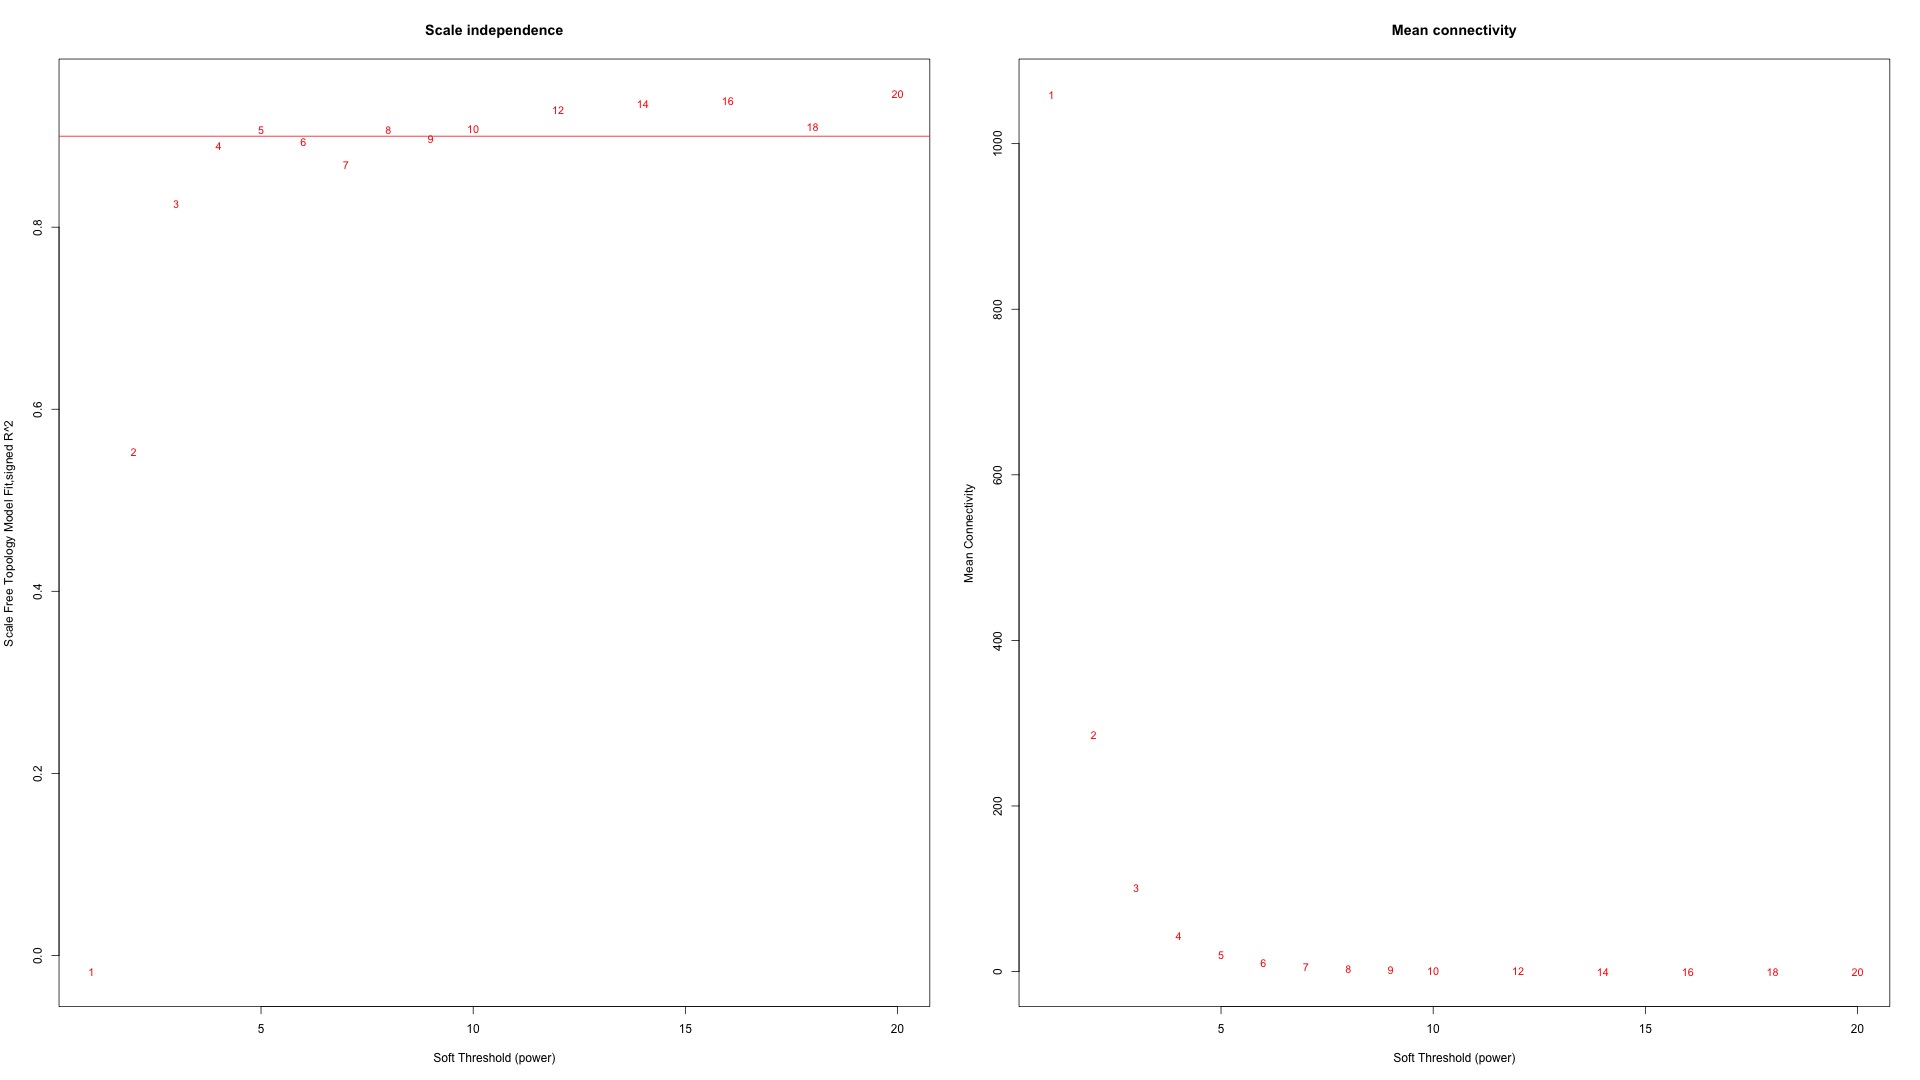 Scale independence
Scale Free Topology Model Fit,signed R^2
0.0 0.2 0.4 0.6 0.8
1 2 3 4 5 6 7 8 9 10 12 14 16 18 20
5 10 15 20
Soft Threshold (power)
Mean connectivity
Mean Connectivity
0 200 400 600 800 1000
1 2 3 4 5 6 7 8 9 10 12 14 16 18 20
5 10 15 20
Soft Threshold (power)